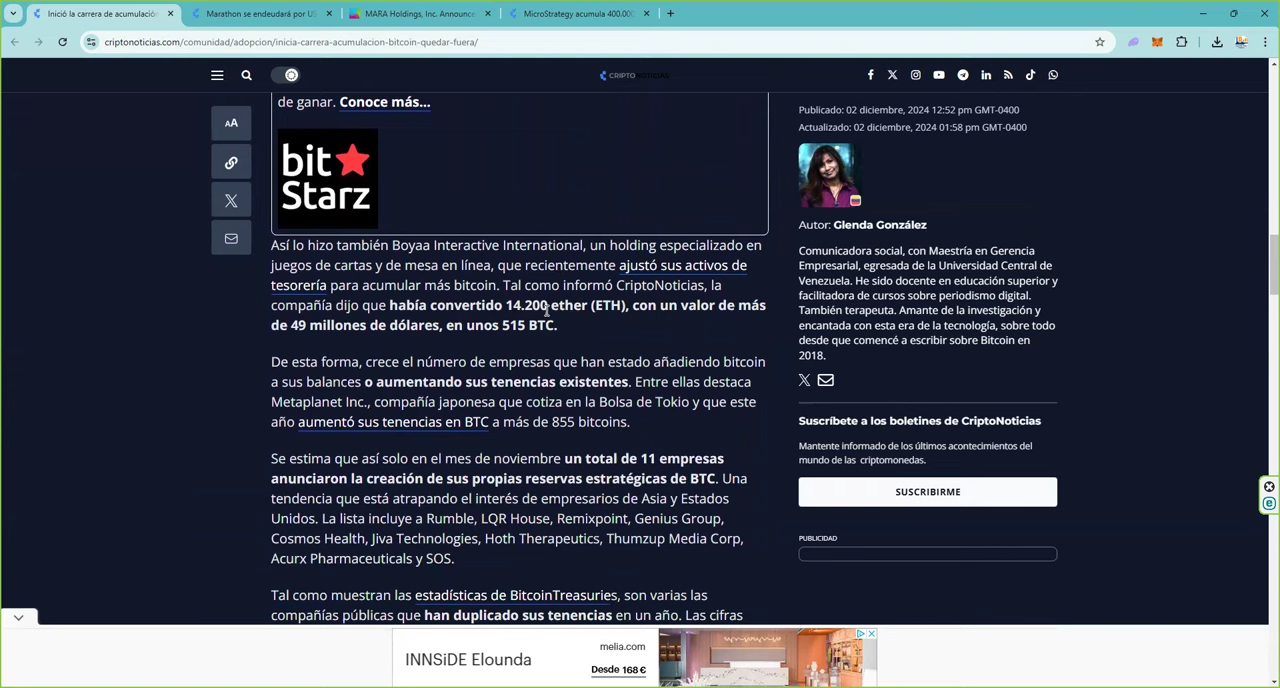 Inició la carrera de acumulación
Marathon se endeudará por US
MARA Holdings, Inc. Announce
MicroStrategy acumula 400.000
criptonoticias.com/comunidad/adopcion/inicia-carrera-acumulacion-bitcoin-quedar-fuera/
CRIPTONOTICIAS
de ganar. Conoce más...
bit Starz
AA
Así lo hizo también Boyaa Interactive International, un holding especializado en
juegos de cartas y de mesa en línea, que recientemente ajustó sus activos de
tesorería para acumular más bitcoin. Tal como informó CriptoNoticias, la
compañía dijo que había convertido 14.200 ether (ETH), con un valor de más
de 49 millones de dólares, en unos 515 BTC.
De esta forma, crece el número de empresas que han estado añadiendo bitcoin
a sus balances o aumentando sus tenencias existentes. Entre ellas destaca
Metaplanet Inc., compañía japonesa que cotiza en la Bolsa de Tokio y que este
año aumentó sus tenencias en BTC a más de 855 bitcoins.
Se estima que así solo en el mes de noviembre un total de 11 empresas
anunciaron la creación de sus propias reservas estratégicas de BTC. Una
tendencia que está atrapando el interés de empresarios de Asia y Estados
Unidos. La lista incluye a Rumble, LQR House, Remixpoint, Genius Group,
Cosmos Health, Jiva Technologies, Hoth Therapeutics, Thumzup Media Corp,
Acurx Pharmaceuticals y SOS.
Tal como muestran las estadísticas de BitcoinTreasuries, son varias las
compañías públicas que han duplicado sus tenencias en un año. Las cifras
Publicado: 02 diciembre, 2024 12:52 pm GMT-0400
Actualizado: 02 diciembre, 2024 01:58 pm GMT-0400
Autor: Glenda González
Comunicadora social, con Maestría en Gerencia
Empresarial, egresada de la Universidad Central de
Venezuela. He sido docente en educación superior y
facilitadora de cursos sobre periodismo digital.
También terapeuta. Amante de la investigación y
encantada con esta era de la tecnología, sobre todo
desde que comencé a escribir sobre Bitcoin en
2018.
Suscríbete a los boletines de CriptoNoticias
Mantente informado de los últimos acontecimientos del
mundo de las criptomonedas.
SUSCRIBIRME
PUBLICIDAD
INNSiDE Elounda
melia.com
Desde 168 €